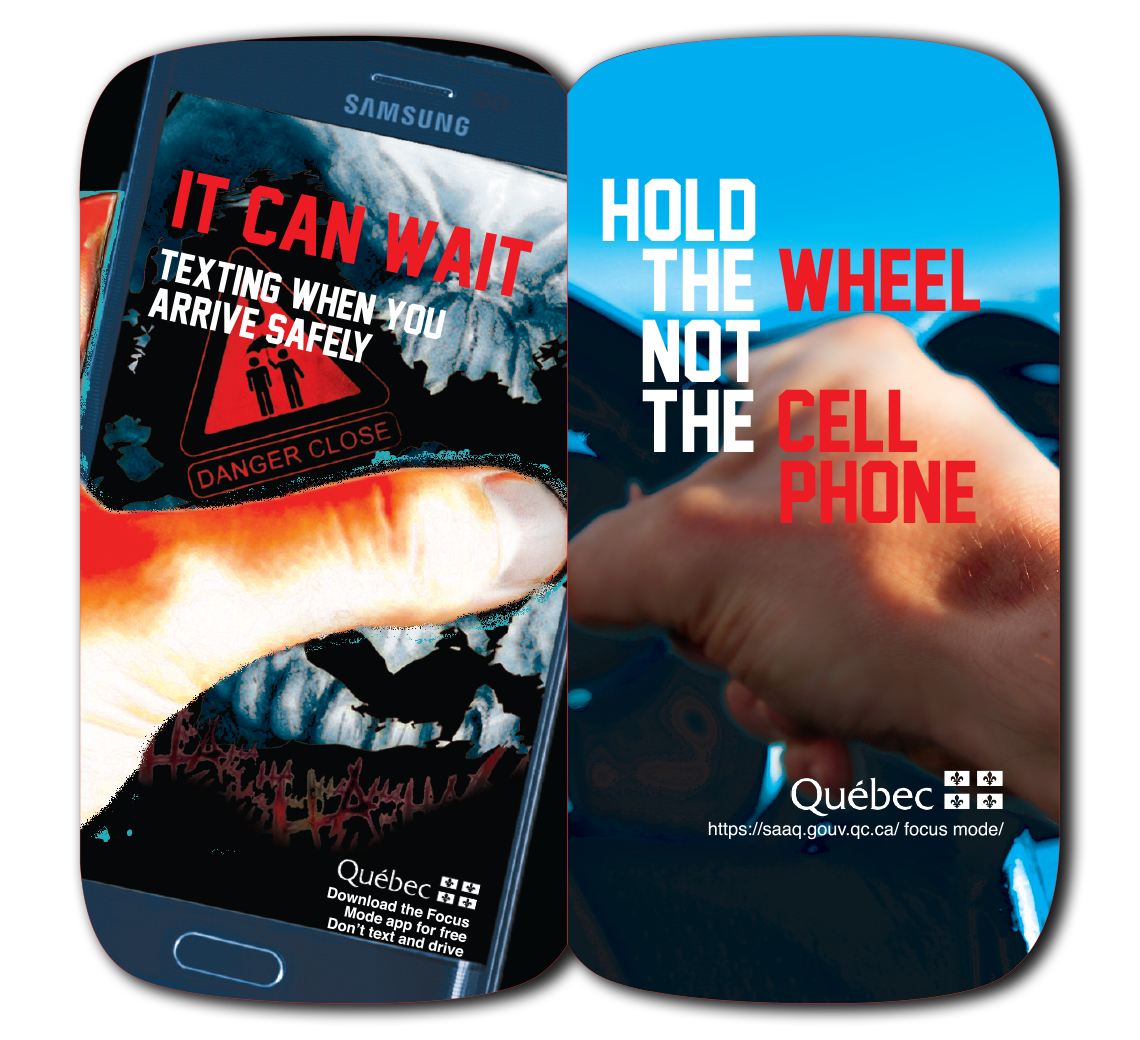 SAMSUNG
IT CAN WAIT
TEXTING WHEN YOU
ARRIVE SAFELY
DANGER CLOSE
Québec
Download the Focus
Mode app for free
Don't text and drive
HOLD
THE WHEEL
NOT
THE CELL
PHONE
Québec
https://saaq.gouv.qc.ca/ focus mode/